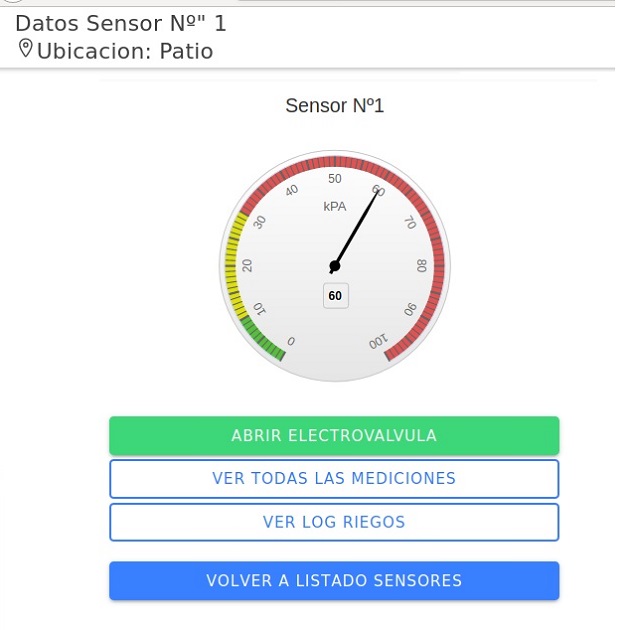 Datos Sensor Nº" 1
Ubicacion: Patio
Sensor Nº1
0
10
20
30
40
50
60
70
80
90
100
kPA
60
ABRIR ELECTROVALVULA
VER TODAS LAS MEDICIONES
VER LOG RIEGOS
VOLVER A LISTADO SENSORES